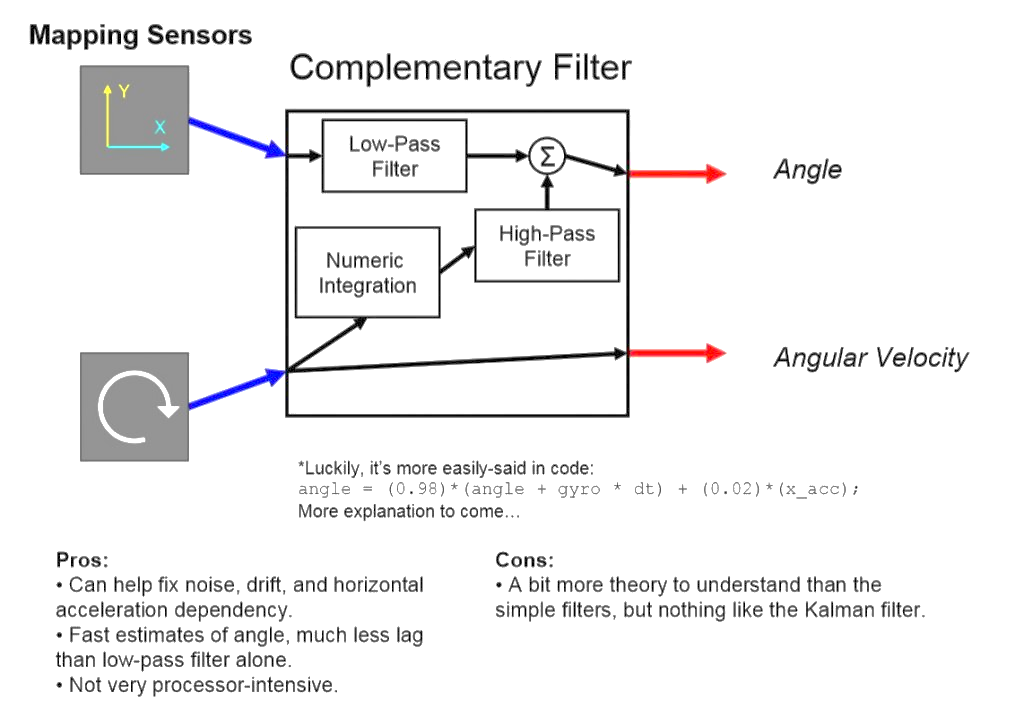 Mapping Sensors
Complementary Filter
Y
X
Low-Pass
Filter
Σ
Angle
High-Pass
Filter
Numeric
Integration
Angular Velocity
*Luckily, it's more easily-said in code:
angle = (0.98)*(angle + gyro * dt) + (0.02)*(x_acc);
More explanation to come…
Pros:
• Can help fix noise, drift, and horizontal
acceleration dependency.
• Fast estimates of angle, much less lag
than low-pass filter alone.
• Not very processor-intensive.
Cons:
• A bit more theory to understand than the
simple filters, but nothing like the Kalman filter.